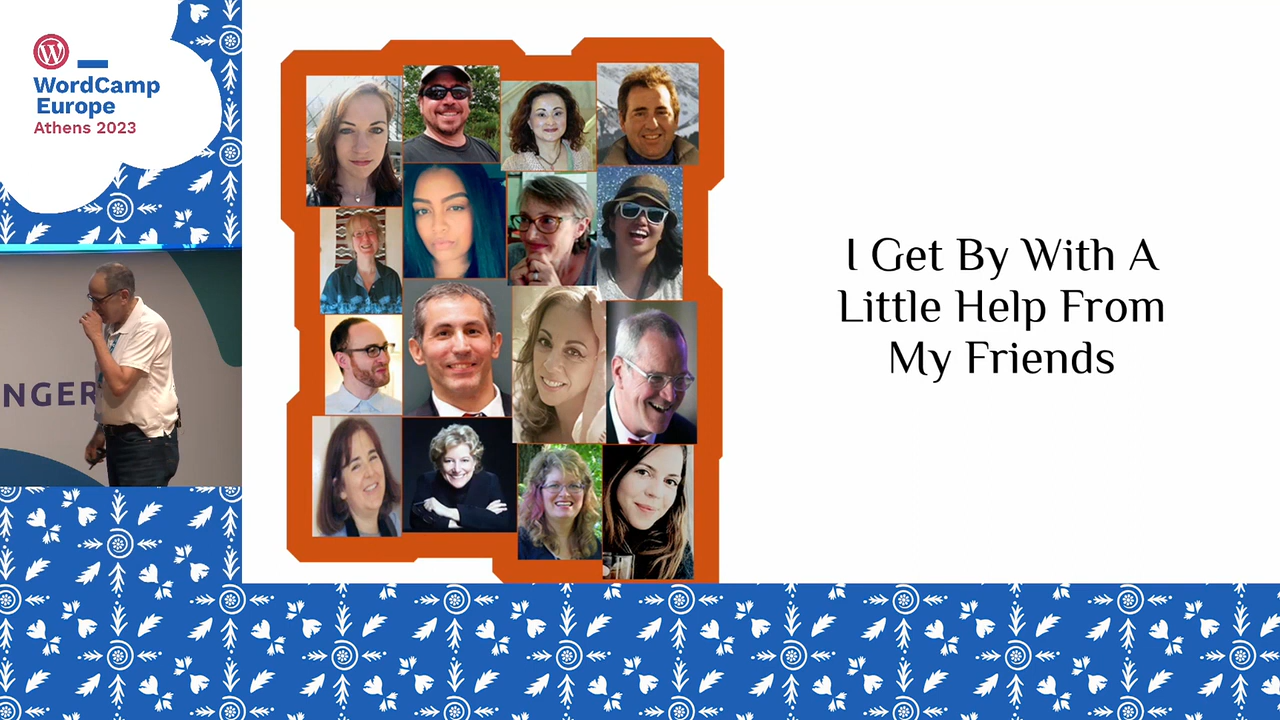 WordCamp
Europe
Athens 2023
NGER
I Get By With A
Little Help From
My Friends